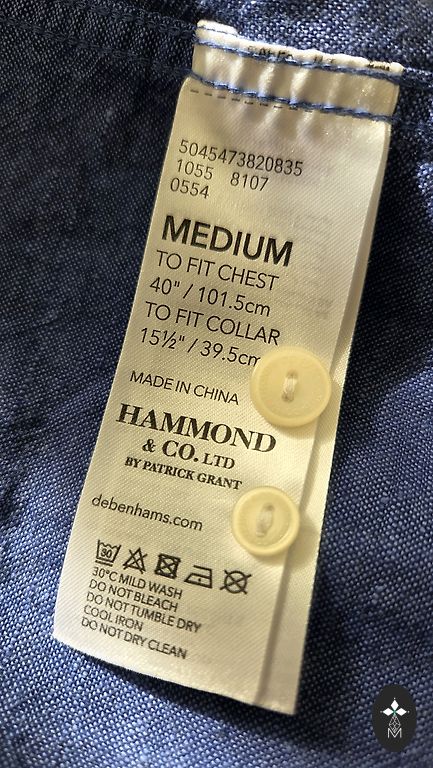 5045473820835
1055 8107
0554
MEDIUM
TO FIT CHEST
40" / 101.5cm
TO FIT COLLAR
15½" / 39.5cm
MADE IN CHINA
HAMMOND
& CO. LTD
BY PATRICK GRANT
debenhams.com
30
30°C MILD WASH
DO NOT BLEACH
DO NOT TUMBLE DRY
COOL IRON
DO NOT DRY CLEAN
M